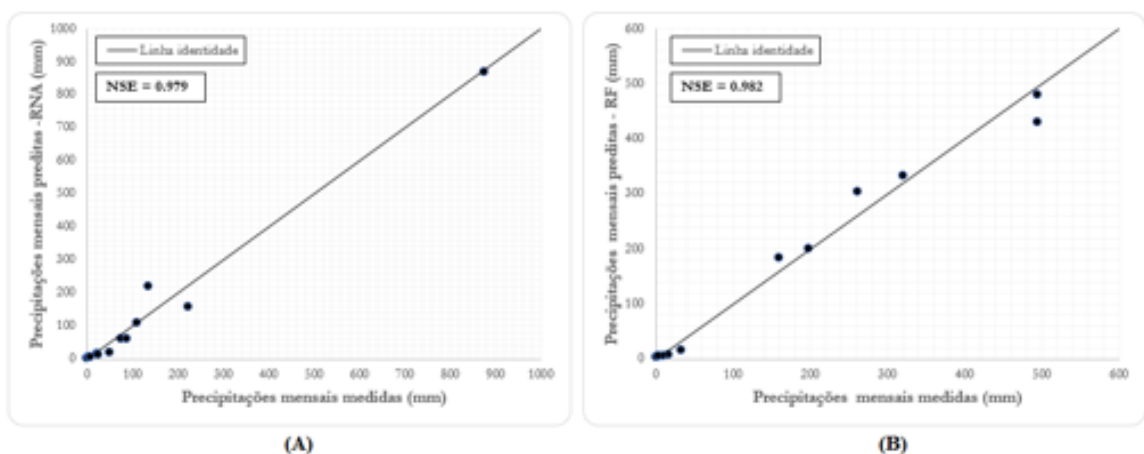 1000
900
800
700
600
500
400
300
200
100
0
Linha identidade
NSE = 0.979
Precipitações mensais preditas -RNA (mm)
0 100 200 300 400 500 600 700 800 900 1000
Precipitações mensais medidas (mm)
(A)
600
500
400
300
200
100
0
Linha identidade
NSE = 0.982
Precipitações mensais preditas - RF (mm)
0 100 200 300 400 500 600
Precipitações mensais medidas (mm)
(B)